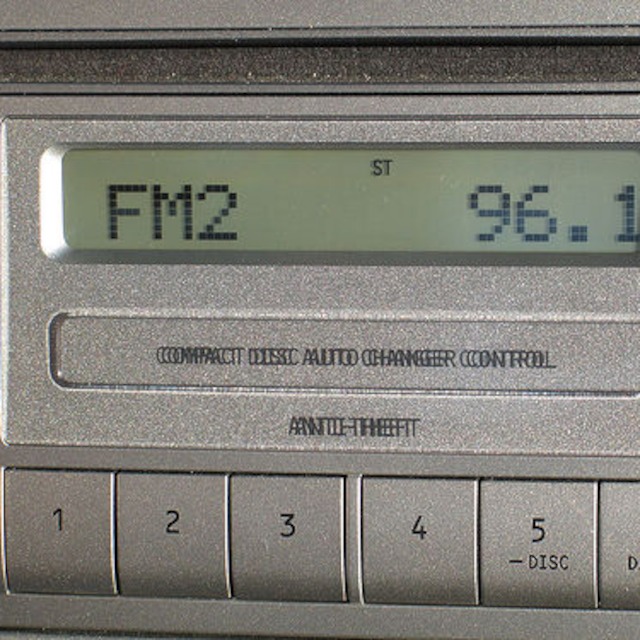 ST
FM2 96.1
COMPACT DISC AUTO CHANGER CONTROL
ANTI-THEFT
1 2 3 4 5
— DISC D